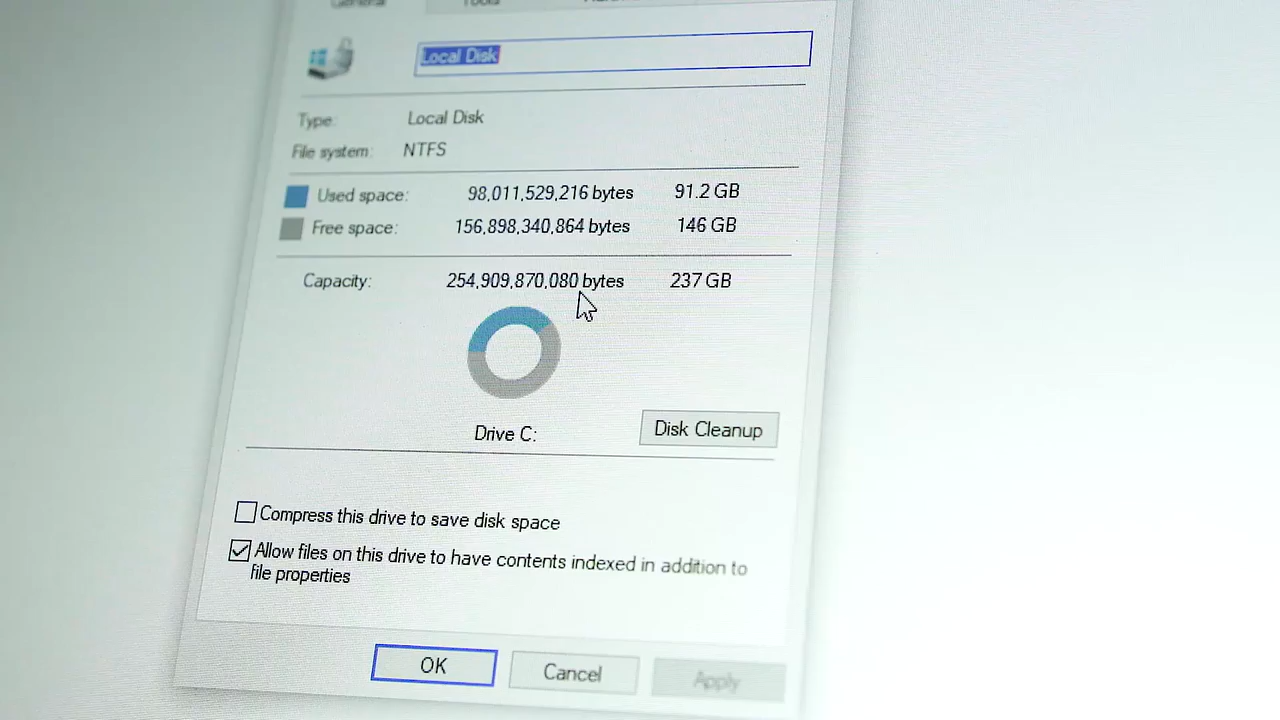 General Tools
Local Disk
Type: Local Disk
File system: NTFS
Used space: 98,011,529,216 bytes 91.2 GB
Free space: 156,898,340,864 bytes 146 GB
Capacity: 254,909,870,080 bytes 237 GB
Drive C:
Disk Cleanup
Compress this drive to save disk space
Allow files on this drive to have contents indexed in addition to
file properties
OK Cancel Apply